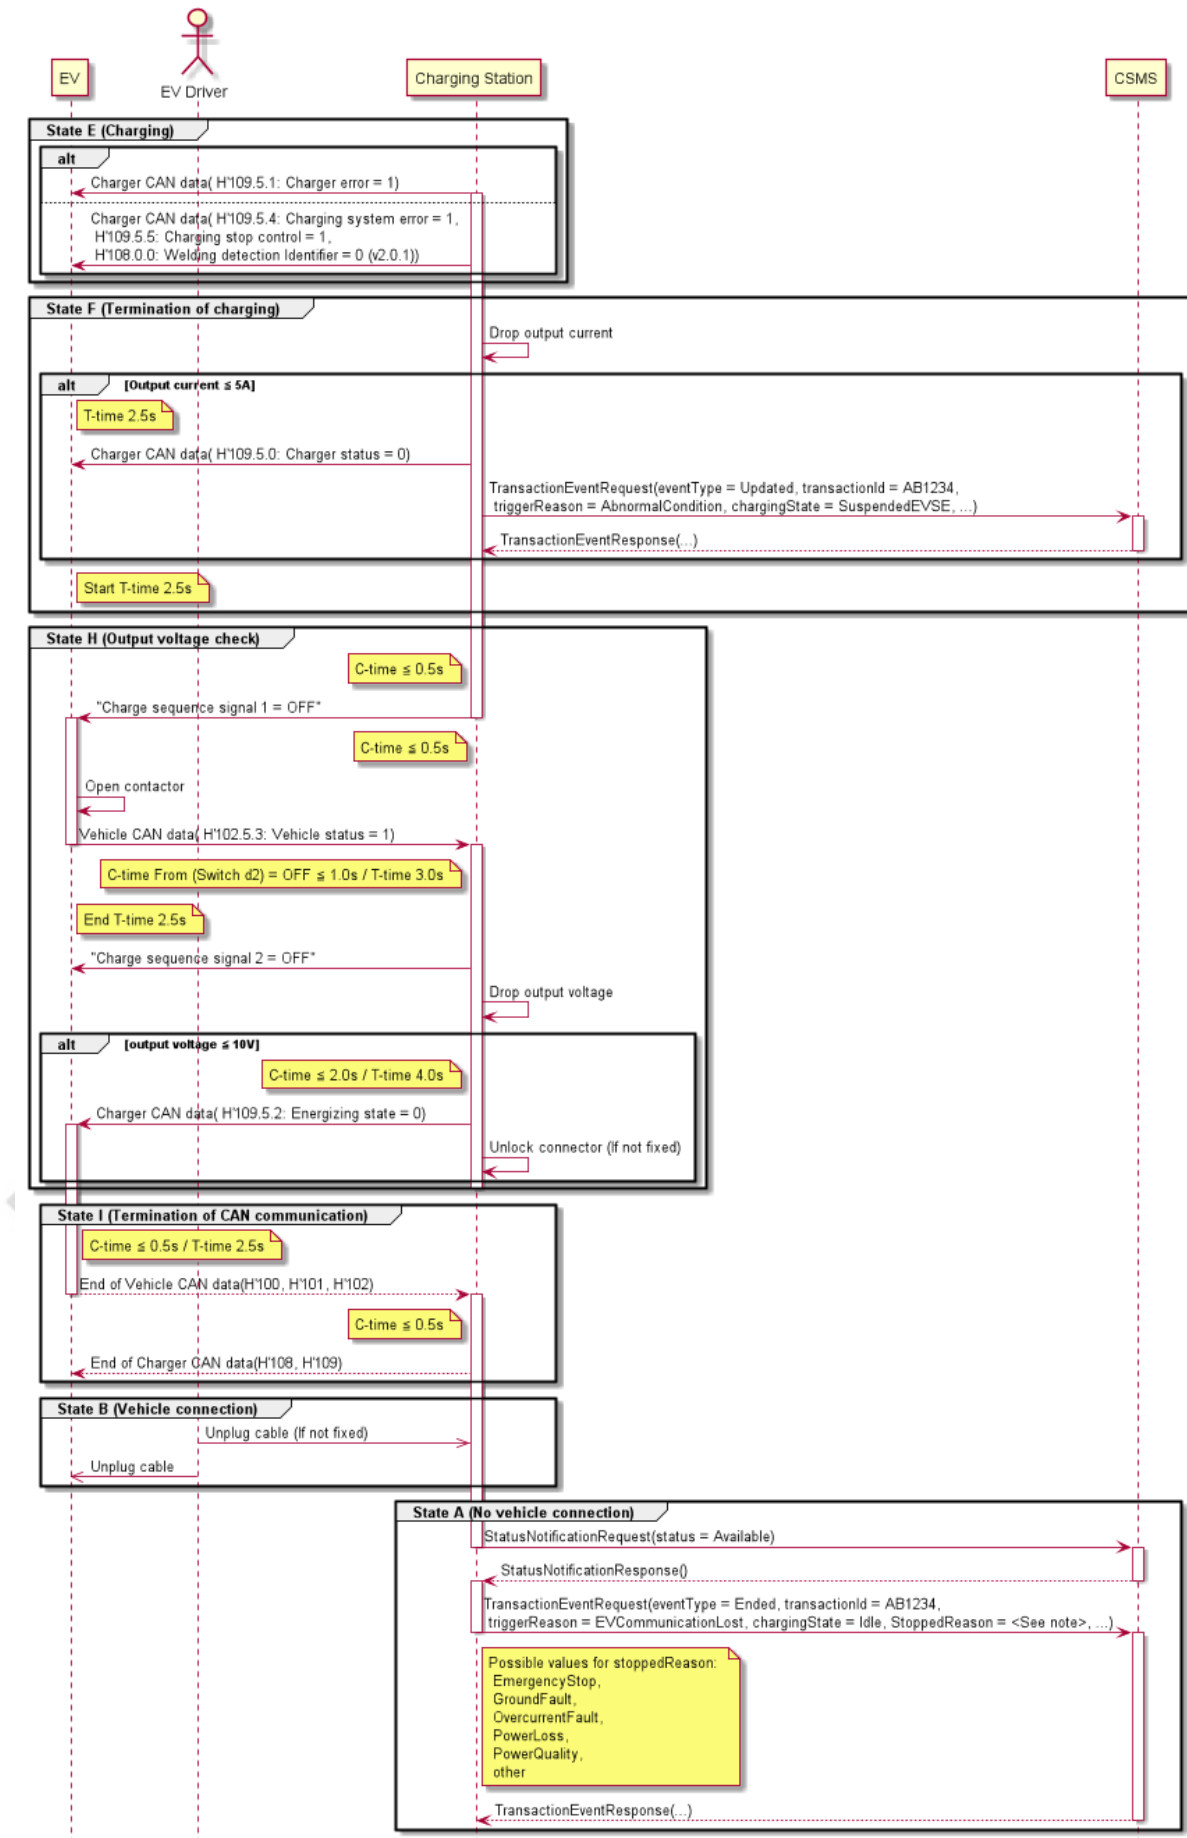 EV
EV Driver
Charging Station
CSMS
State E (Charging)
alt
Charger CAN data( H'109.5.1: Charger error = 1)
Charger CAN data( H'109.5.4: Charging system error = 1,
H'109.5.5: Charging stop control = 1,
H'108.0.0: Welding detection Identifier = 0 (v2.0.1))
State F (Termination of charging)
Drop output current
alt [Output current ≦ 5A]
T-time 2.5s
Charger CAN data( H'109.5.0: Charger status = 0)
TransactionEventRequest(eventType = Updated, transactionId = AB1234,
triggerReason = AbnormalCondition, chargingState = SuspendedEVSE, ...)
TransactionEventResponse(...)
Start T-time 2.5s
State H (Output voltage check)
C-time ≦ 0.5s
"Charge sequence signal 1 = OFF"
C-time ≦ 0.5s
Open contactor
Vehicle CAN data( H'102.5.3: Vehicle status = 1)
C-time From (Switch d2) = OFF ≦ 1.0s / T-time 3.0s
End T-time 2.5s
"Charge sequence signal 2 = OFF"
Drop output voltage
alt [output voltage ≦ 10V]
C-time ≦ 2.0s / T-time 4.0s
Charger CAN data( H'109.5.2: Energizing state = 0)
Unlock connector (If not fixed)
State I (Termination of CAN communication)
C-time ≦ 0.5s / T-time 2.5s
End of Vehicle CAN data(H'100, H'101, H'102)
C-time ≦ 0.5s
End of Charger CAN data(H'108, H'109)
State B (Vehicle connection)
Unplug cable (If not fixed)
Unplug cable
State A (No vehicle connection)
StatusNotificationRequest(status = Available)
StatusNotificationResponse()
TransactionEventRequest(eventType = Ended, transactionId = AB1234,
triggerReason = EVCommunicationLost, chargingState = Idle, StoppedReason = <See note>, ...)
Possible values for stoppedReason:
EmergencyStop,
GroundFault,
OvercurrentFault,
PowerLoss,
PowerQuality,
other
TransactionEventResponse(...)